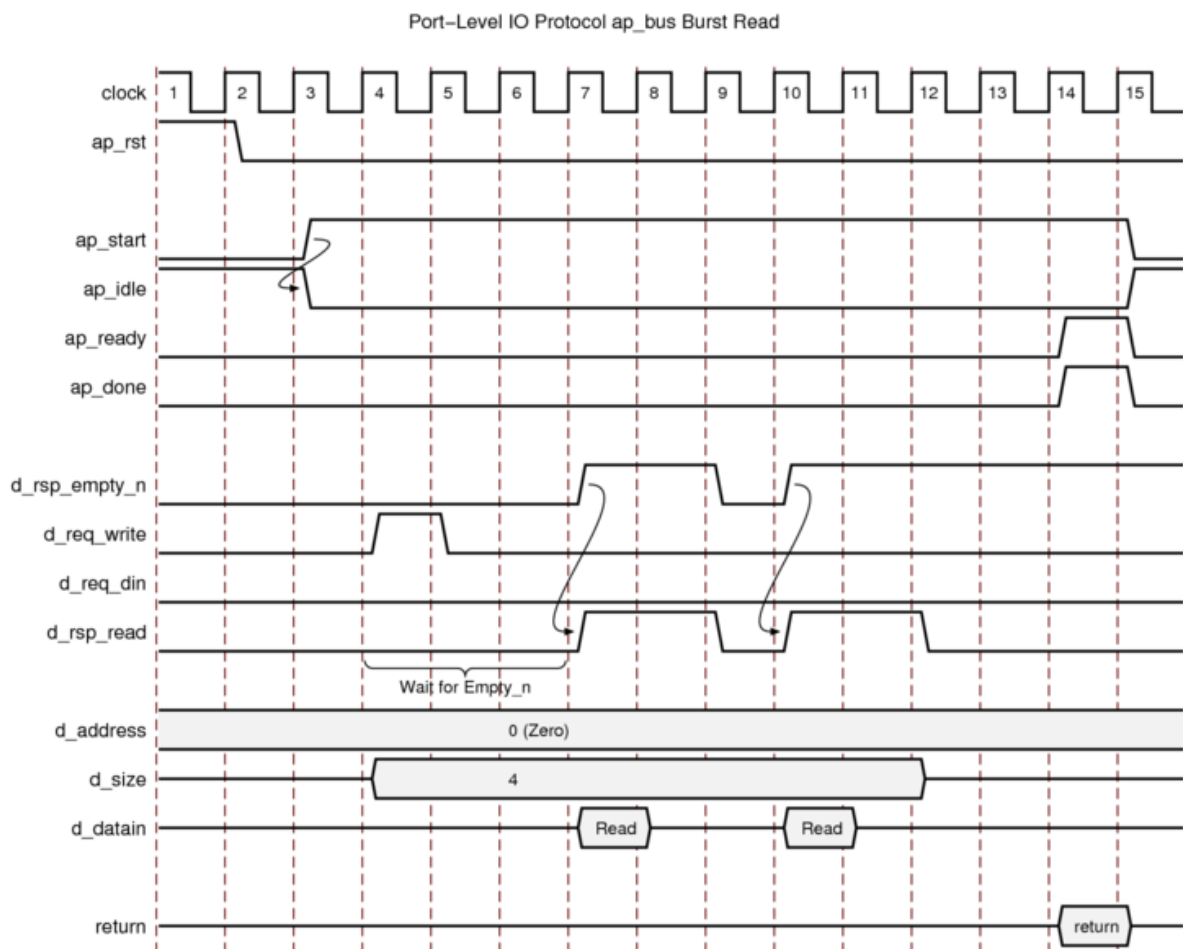 Port-Level IO Protocol ap_bus Burst Read
clock 1 2 3 4 5 6 7 8 9 10 11 12 13 14 15
ap_rst
ap_start
ap_idle
ap_ready
ap_done
d_rsp_empty_n
d_req_write
d_req_din
d_rsp_read
Wait for Empty_n
d_address 0 (Zero)
d_size 4
d_datain Read Read
return return